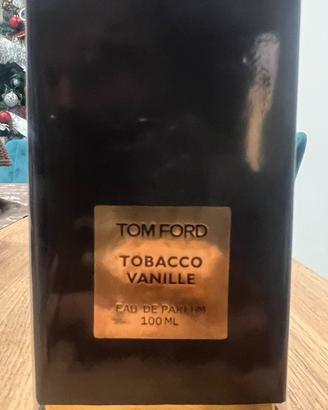 TOM FORD
TOBACCO
VANILLE
EAU DE PARFUM
100 ML